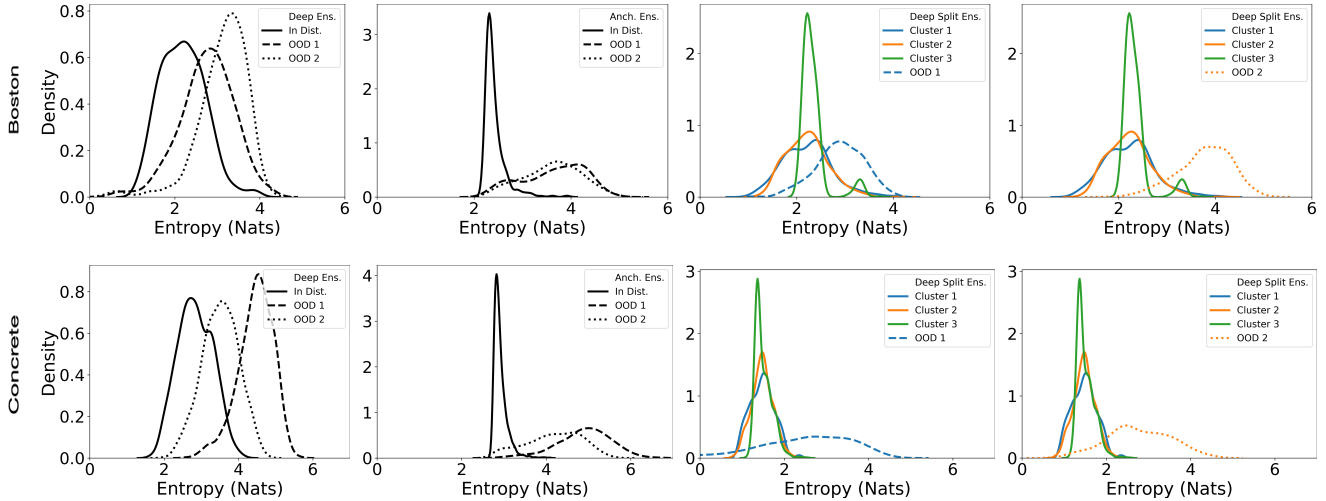 Boston
Density
0.8
0.6
0.4
0.2
0.0
0 2 4 6
Entropy (Nats)
Deep Ens.
In Dist.
OOD 1
OOD 2
3
2
1
0
0 2 4 6
Entropy (Nats)
Anch. Ens.
In Dist.
OOD 1
OOD 2
2
1
0
2 4 6
Entropy (Nats)
Deep Split Ens.
Cluster 1
Cluster 2
Cluster 3
OOD 1
2
1
0
0 2 4 6
Entropy (Nats)
Deep Split Ens.
Cluster 1
Cluster 2
Cluster 3
OOD 2
Concrete
Density
0.8
0.6
0.4
0.2
0.0
0 2 4 6
Entropy (Nats)
Deep Ens.
In Dist.
OOD 1
OOD 2
4
3
2
1
0
0 2 4 6
Entropy (Nats)
Anch. Ens.
In Dist.
OOD 1
OOD 2
3
2
1
0
0 2 4 6
Entropy (Nats)
Deep Split Ens.
Cluster 1
Cluster 2
Cluster 3
OOD 1
3
2
1
0
0 2 4 6
Entropy (Nats)
Deep Split Ens.
Cluster 1
Cluster 2
Cluster 3
OOD 2